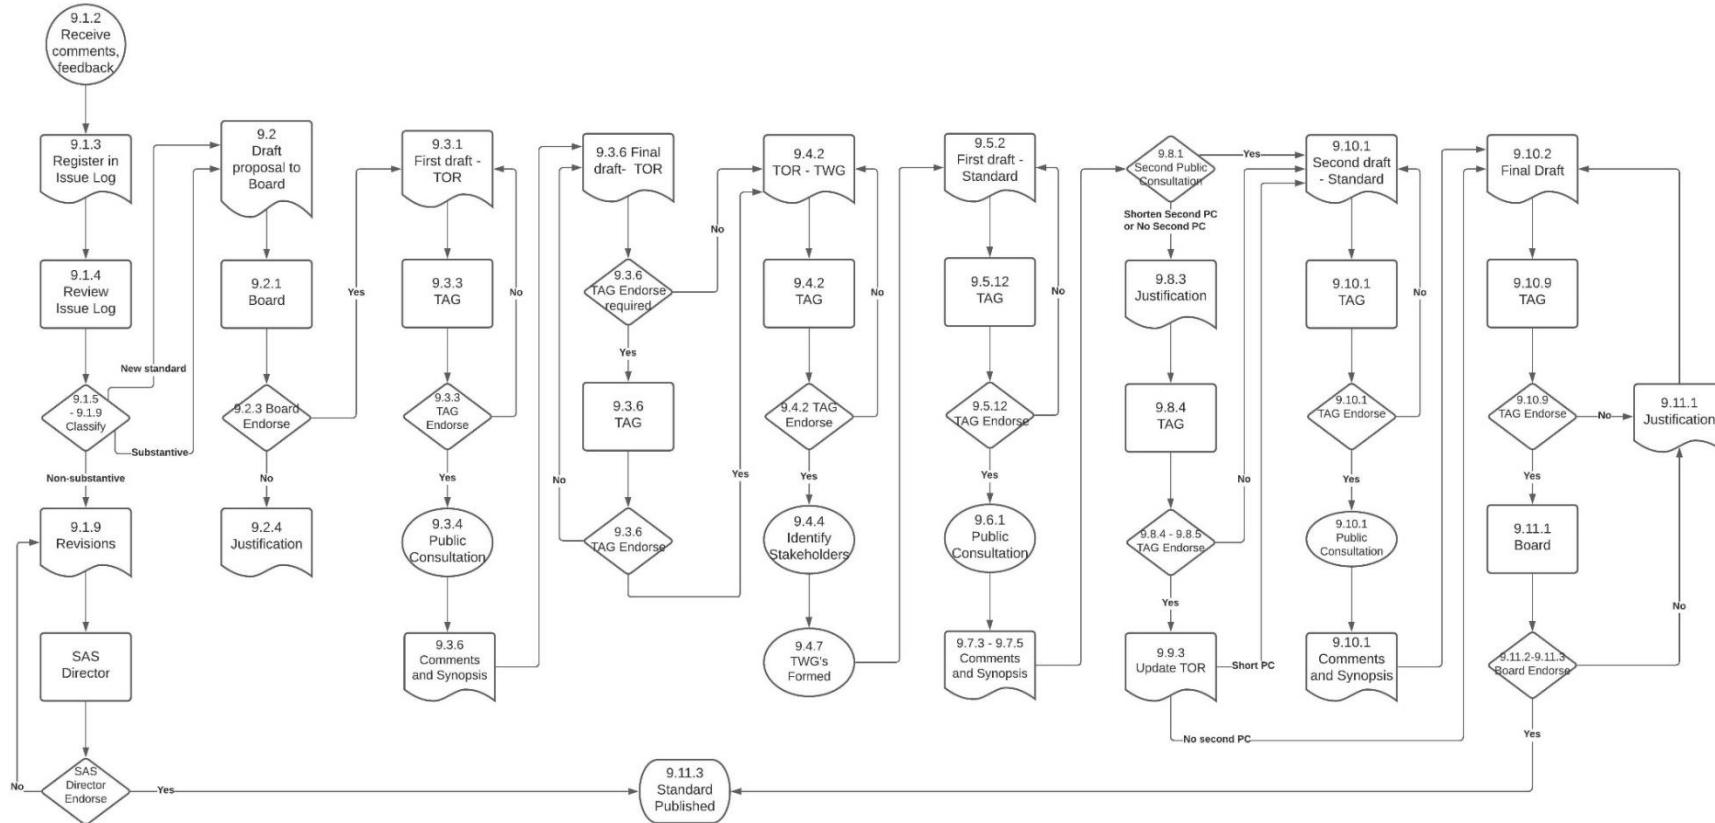 9.1.2
Receive
comments,
feedback
9.1.3
Register in
Issue Log
9.1.4
Review
Issue Log
9.1.5
- 9.1.9
Classify
New standard
Substantive
Non-substantive
9.1.9
Revisions
SAS
Director
SAS
Director
Endorse
No
Yes
9.2
Draft
proposal to
Board
9.2.1
Board
9.2.3 Board
Endorse
Yes
No
9.2.4
Justification
9.3.1
First draft -
TOR
9.3.3
TAG
No
9.3.3
TAG
Endorse
Yes
9.3.4
Public
Consultation
9.3.6
Comments
and Synopsis
9.3.6 Final
draft- TOR
9.3.6
TAG Endorse
required
No
Yes
9.3.6
TAG
No
Yes
9.3.6
TAG Endorse
9.4.2
TOR - TWG
9.4.2
TAG
No
9.4.2 TAG
Endorse
Yes
9.4.4
Identify
Stakeholders
9.4.7
TWG's
Formed
9.5.2
First draft -
Standard
9.5.12
TAG
No
9.5.12
TAG Endorse
Yes
9.6.1
Public
Consultation
9.7.3 - 9.7.5
Comments
and Synopsis
9.8.1
Second Public
Consultation
Yes
Shorten Second PC
or No Second PC
9.8.3
Justification
9.8.4
TAG
No
9.8.4 - 9.8.5
TAG Endorse
Yes
9.9.3
Update TOR
Short PC
No second PC
9.10.1
Second draft
- Standard
9.10.1
TAG
No
9.10.1
TAG Endorse
Yes
9.10.1
Public
Consultation
9.10.1
Comments
and Synopsis
9.10.2
Final Draft
9.10.9
TAG
9.10.9
TAG Endorse
No
9.11.1
Justification
Yes
9.11.1
Board
No
9.11.2-9.11.3
Board Endorse
Yes
9.11.3
Standard
Published